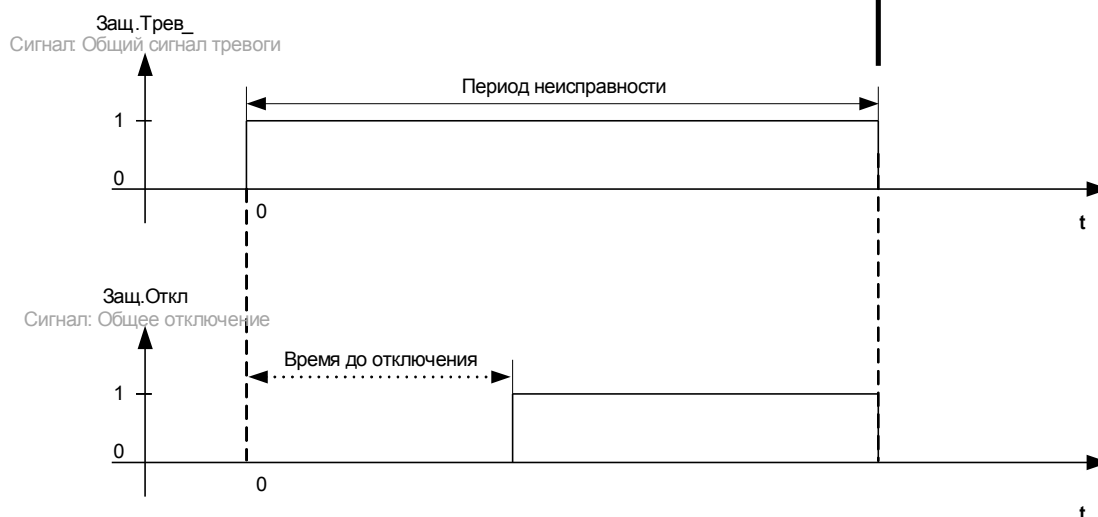 Защ.Трев_
Сигнал: Общий сигнал тревоги
Период неисправности
1
0
0
t
Защ.Откл
Сигнал: Общее отключение
Время до отключения
1
0
0
t